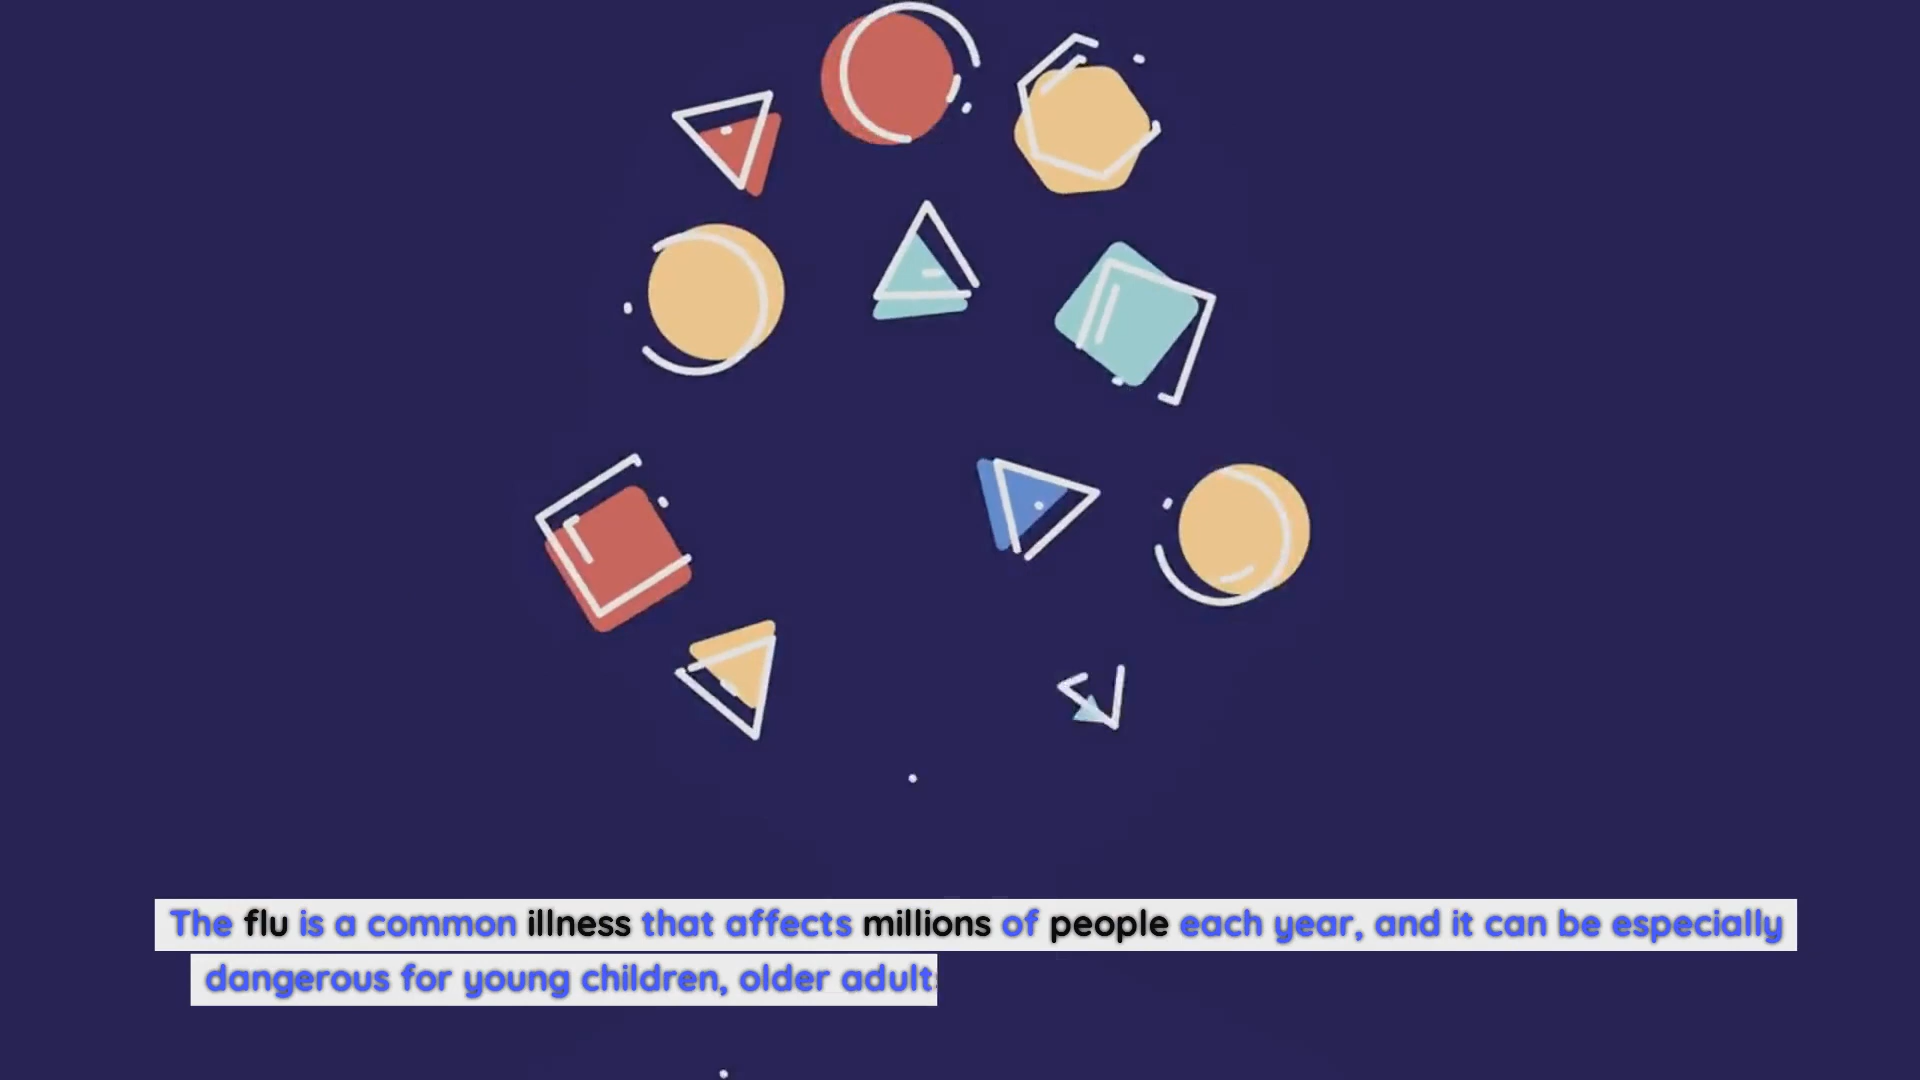 The flu is a common illness that affects millions of people each year, and it can be especially
dangerous for young children, older adult